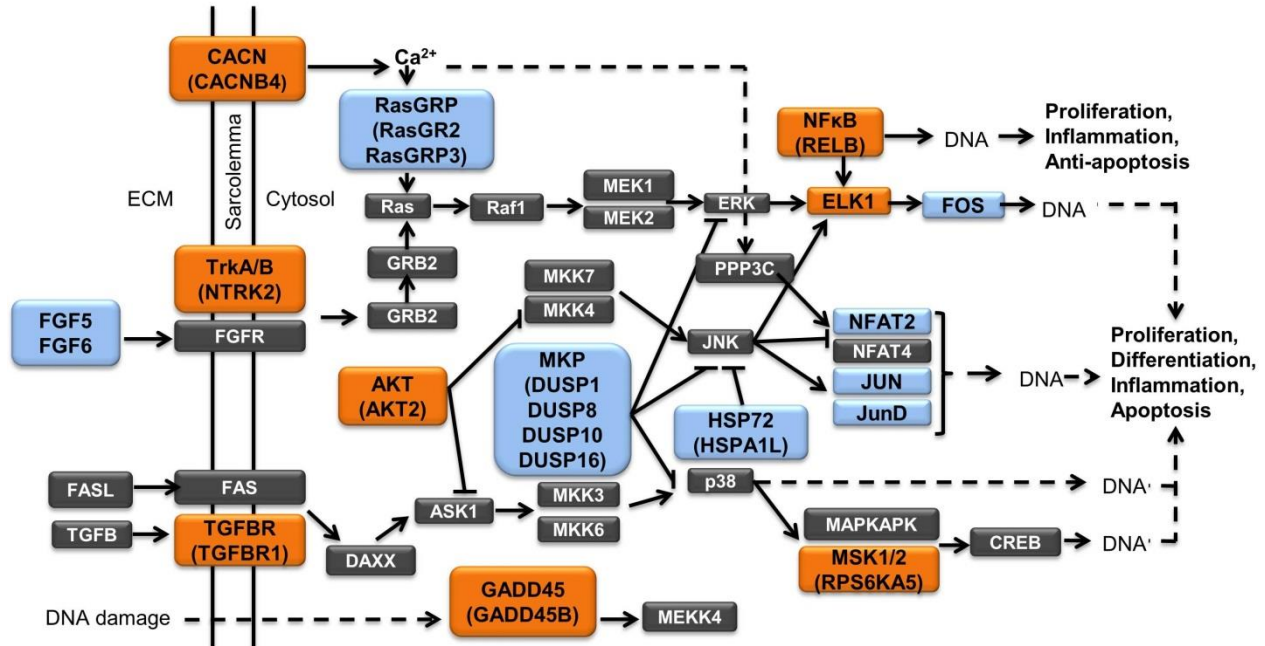 CACN
(CACNB4)
Ca²⁺
RasGRP
(RasGR2
RasGRP3)
NFκB
(RELB)
DNA
Proliferation,
Inflammation,
Anti-apoptosis
ECM
Sarcolemma
Cytosol
Ras
Raf1
MEK1
MEK2
ERK
ELK1
FOS
DNA
TrkA/B
(NTRK2)
FGFR
FGF5
FGF6
GRB2
GRB2
MKK7
MKK4
PPP3C
JNK
NFAT2
NFAT4
JUN
JunD
DNA
Proliferation,
Differentiation,
Inflammation,
Apoptosis
AKT
(AKT2)
MKP
(DUSP1
DUSP8
DUSP10
DUSP16)
HSP72
(HSPA1L)
FASL
FAS
TGFB
TGFBR
(TGFBR1)
DAXX
ASK1
MKK3
MKK6
p38
DNA
MAPKAPK
MSK1/2
(RPS6KA5)
CREB
DNA
DNA damage
GADD45
(GADD45B)
MEKK4